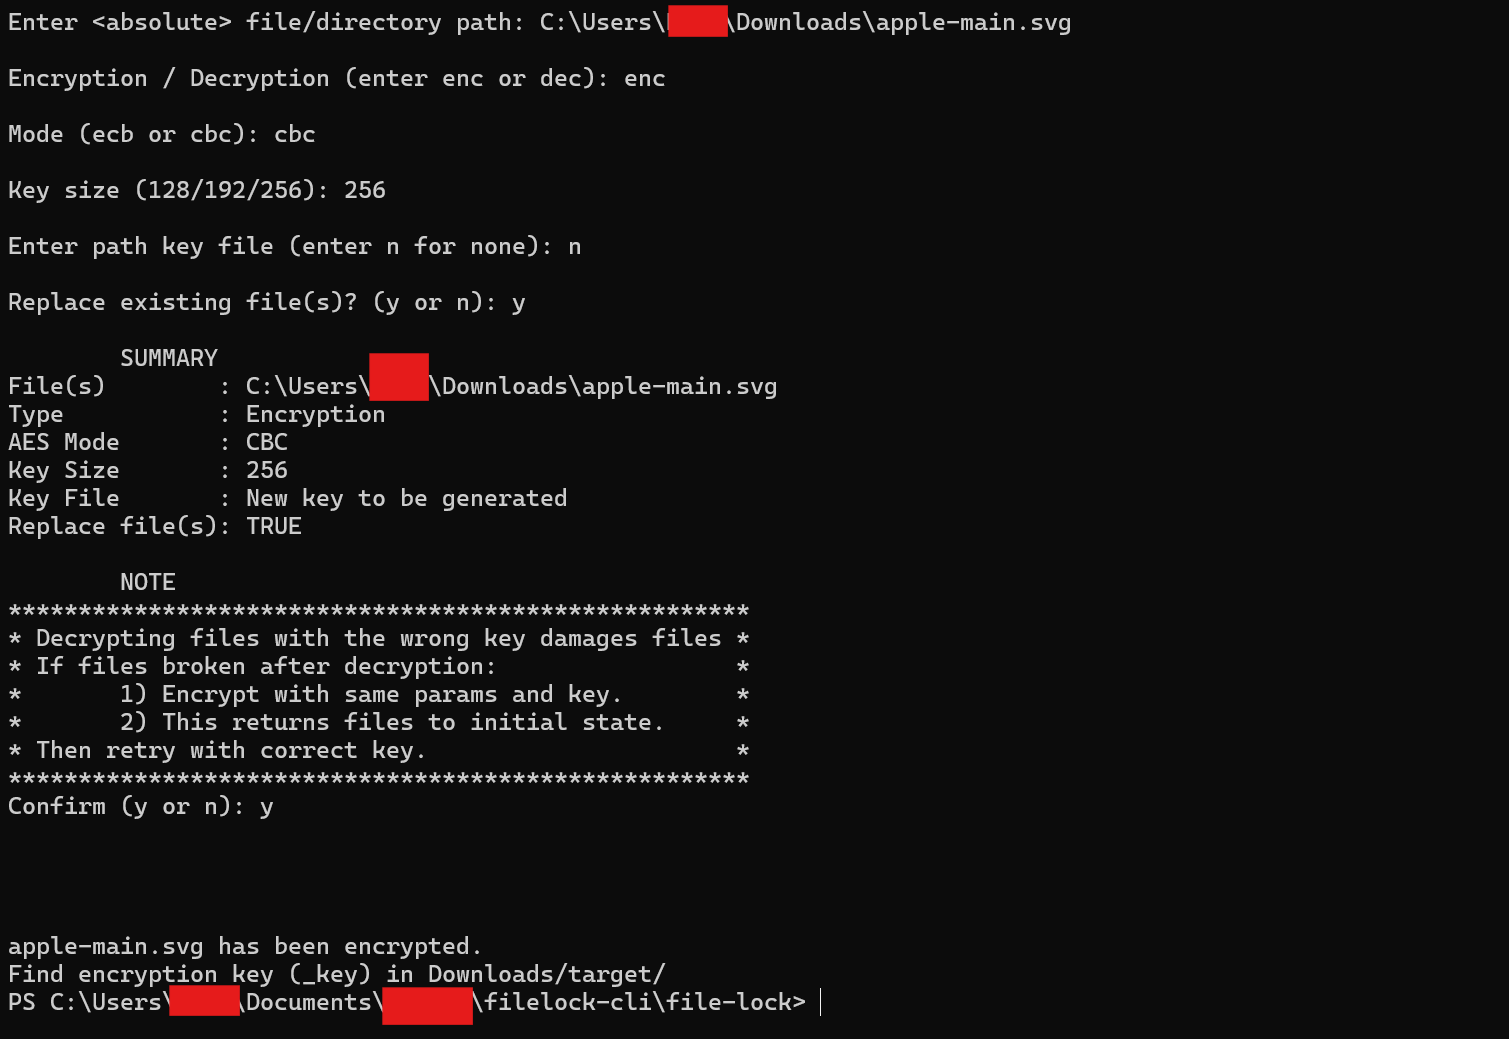 Enter <absolute> file/directory path: C:\Users\ \Downloads\apple-main.svg
Encryption / Decryption (enter enc or dec): enc
Mode (ecb or cbc): cbc
Key size (128/192/256): 256
Enter path key file (enter n for none): n
Replace existing file(s)? (y or n): y
SUMMARY
File(s) : C:\Users\ \Downloads\apple-main.svg
Type : Encryption
AES Mode : CBC
Key Size : 256
Key File : New key to be generated
Replace file(s): TRUE
NOTE
*****************************************************
* Decrypting files with the wrong key damages files *
* If files broken after decryption: *
* 1) Encrypt with same params and key. *
* 2) This returns files to initial state. *
* Then retry with correct key. *
*****************************************************
Confirm (y or n): y
apple-main.svg has been encrypted.
Find encryption key (_key) in Downloads/target/
PS C:\Users\ \Documents\ \filelock-cli\file-lock>